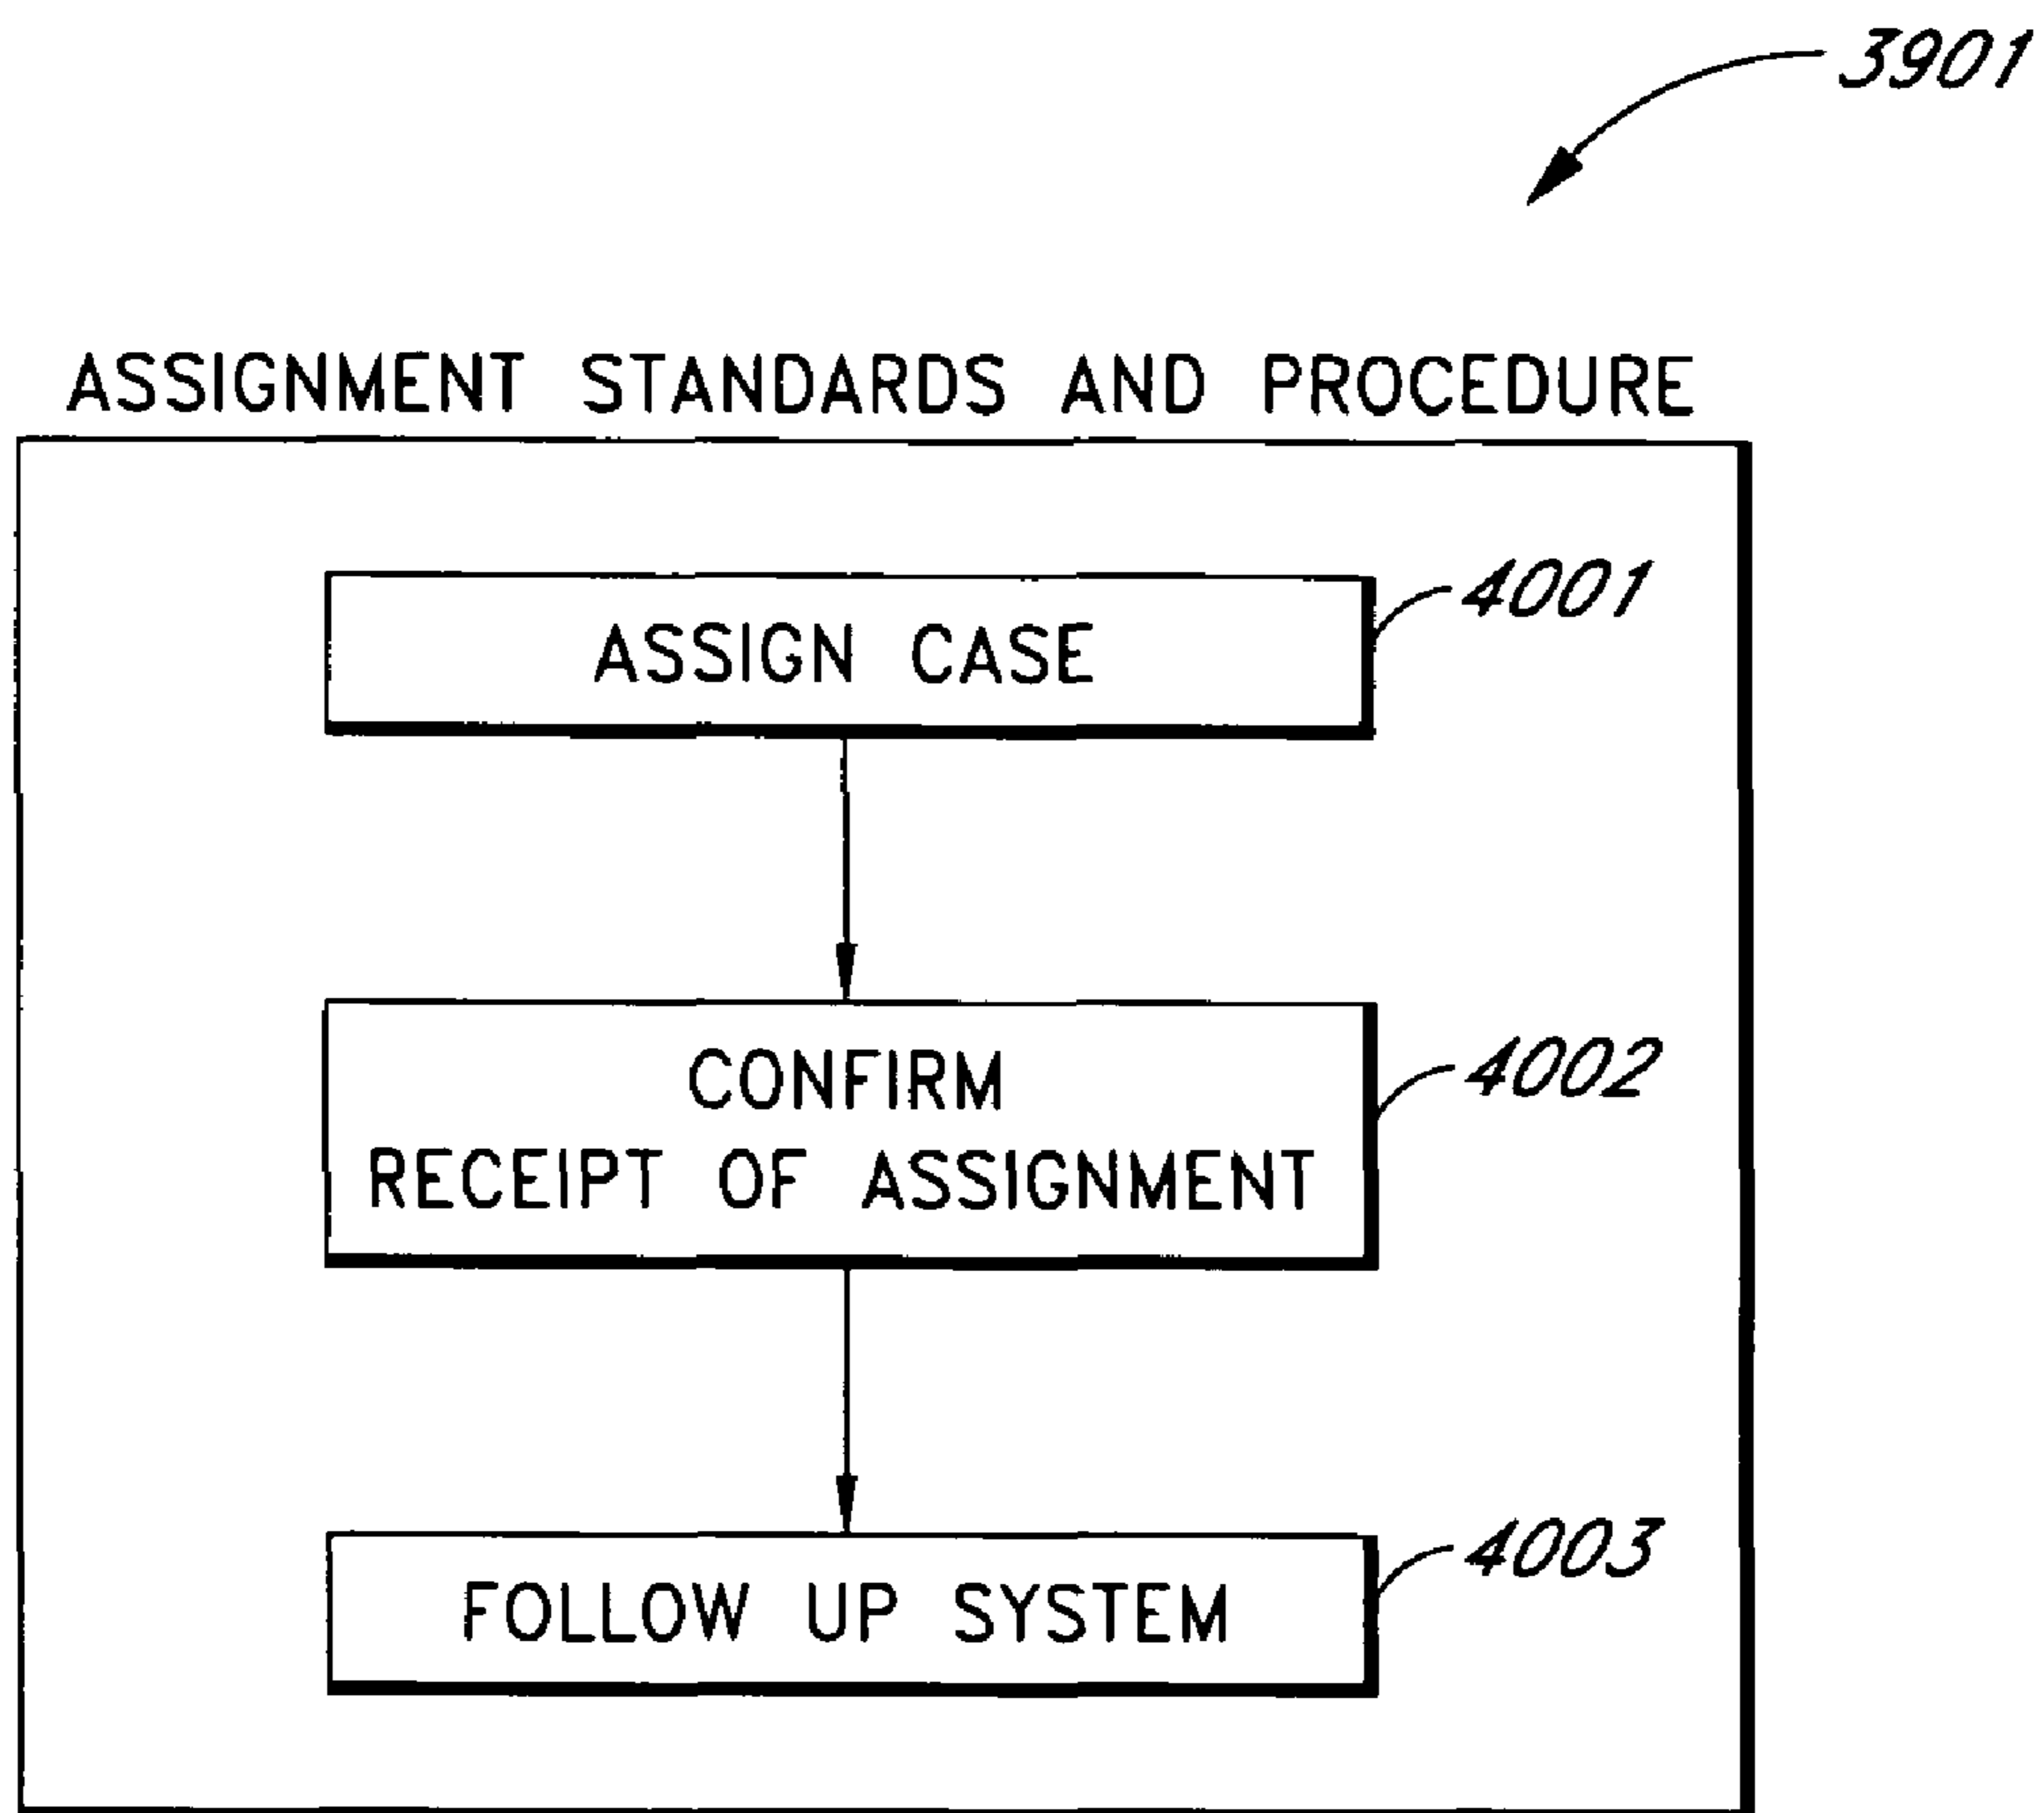 3901
ASSIGNMENT STANDARDS AND PROCEDURE
ASSIGN CASE
4001
CONFIRM
RECEIPT OF ASSIGNMENT
4002
FOLLOW UP SYSTEM
4003